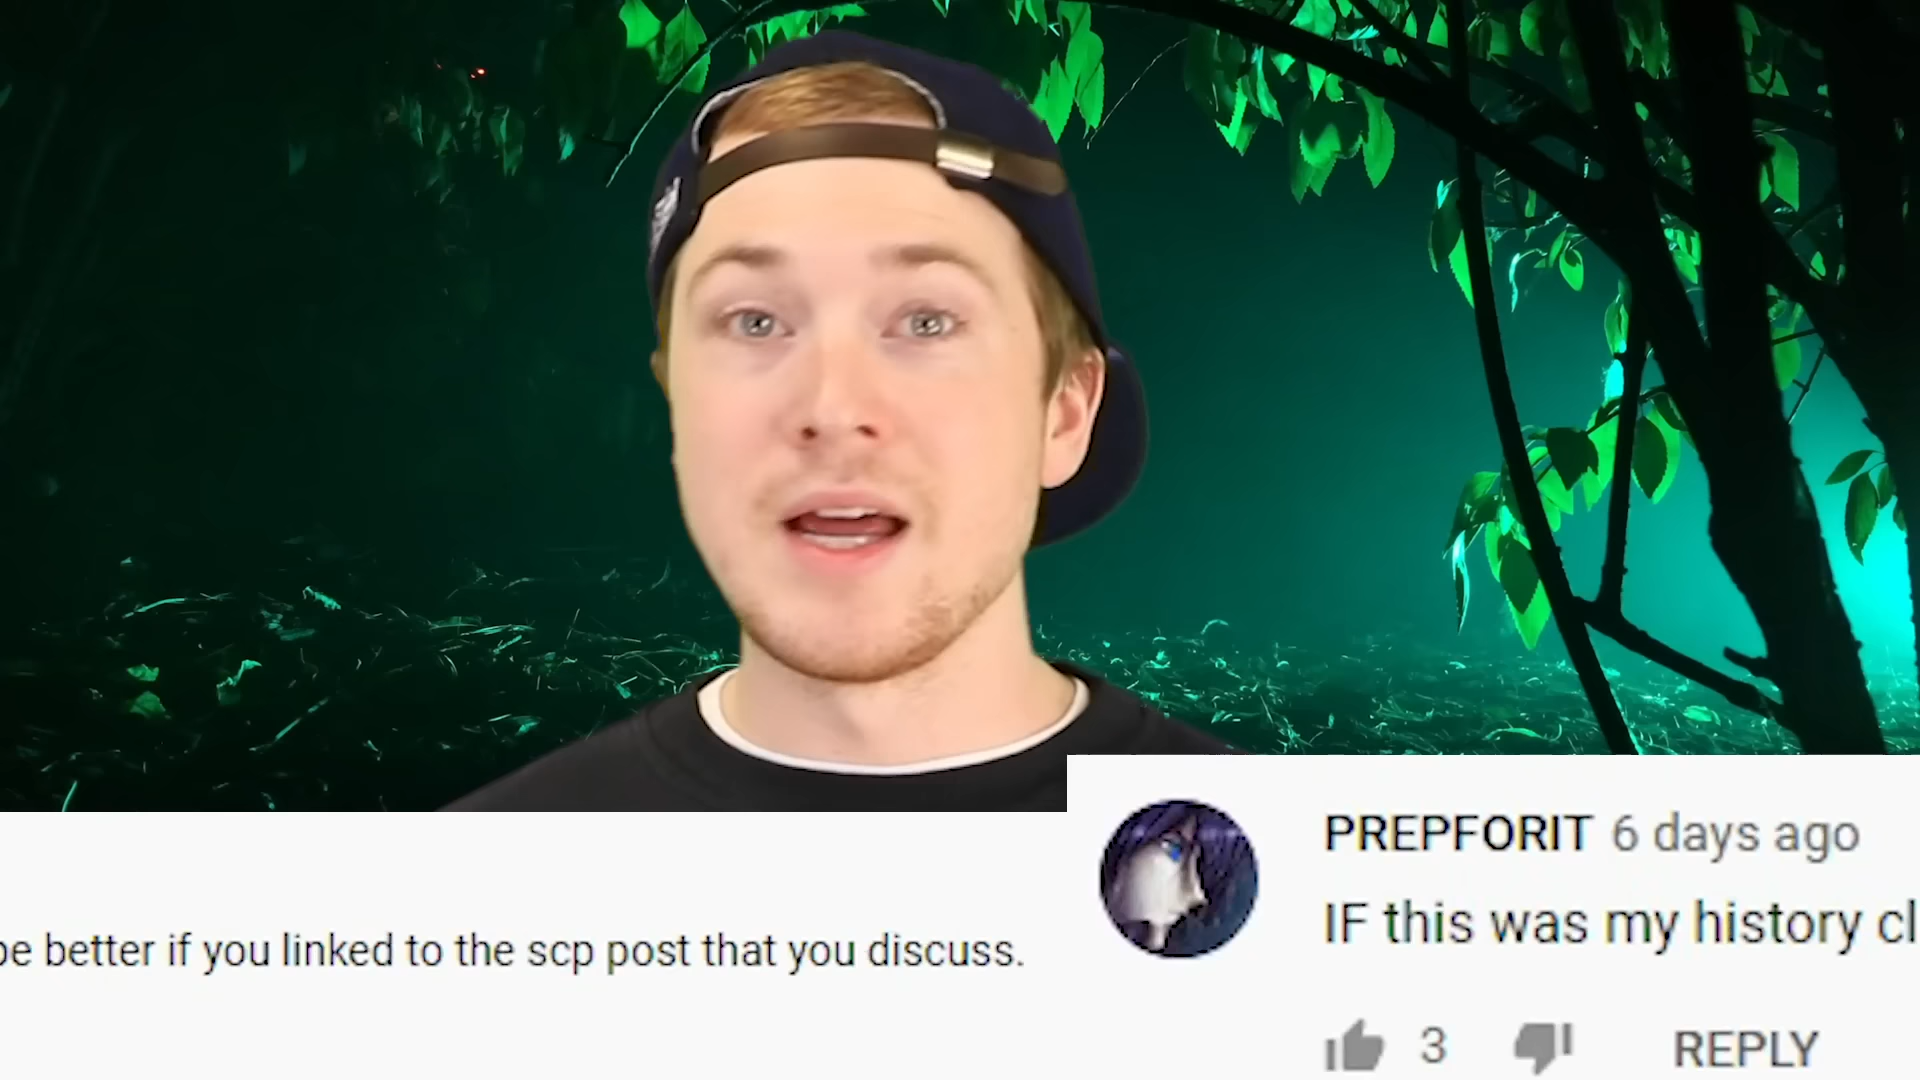 be better if you linked to the scp post that you discuss.
PREPFORIT 6 days ago
IF this was my history cl
3
REPLY